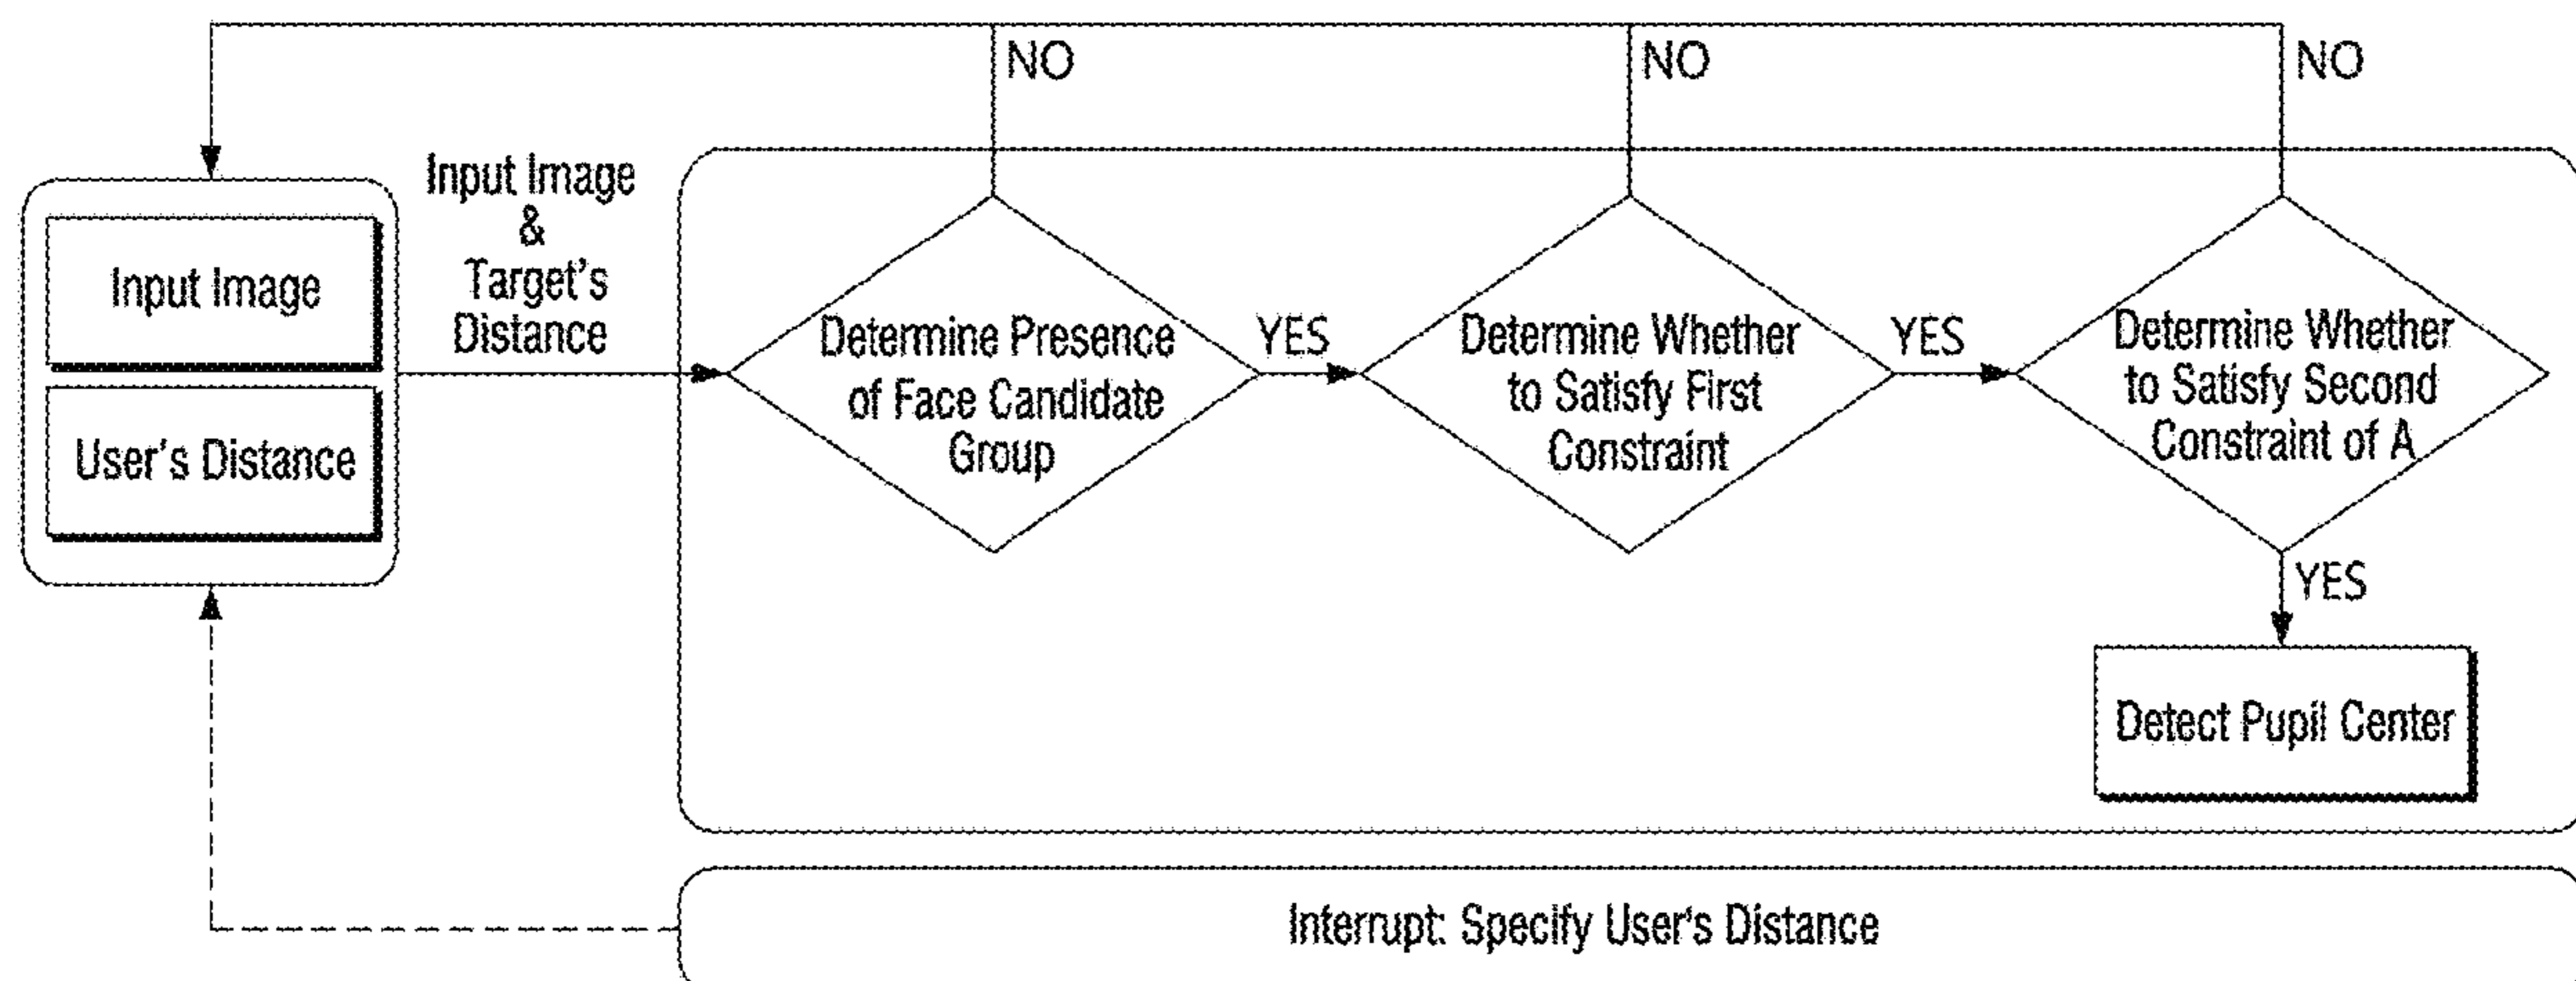 NO
NO
NO
Input Image
&
Target's
Distance
Input Image
User's Distance
Determine Presence
of Face Candidate
Group
YES
Determine Whether
to Satisfy First
Constraint
YES
Determine Whether
to Satisfy Second
Constraint of A
YES
Detect Pupil Center
Interrupt: Specify User's Distance